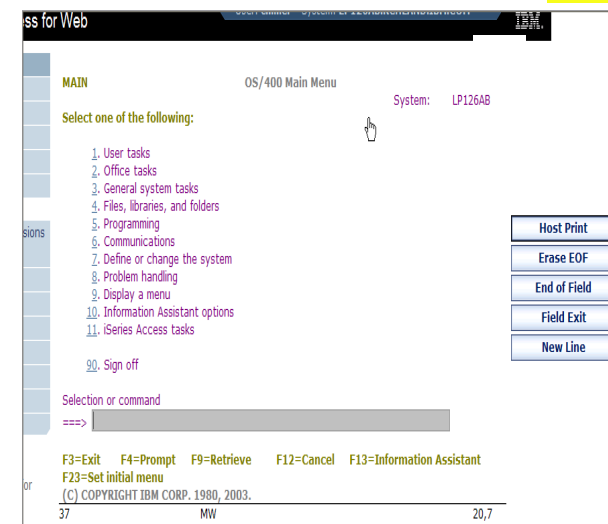 ss for Web
IBM.
MAIN OS/400 Main Menu
System: LP126AB
Select one of the following:
1. User tasks
2. Office tasks
3. General system tasks
4. Files, libraries, and folders
5. Programming
6. Communications
7. Define or change the system
8. Problem handling
9. Display a menu
10. Information Assistant options
11. iSeries Access tasks
90. Sign off
Selection or command
===>
F3=Exit F4=Prompt F9=Retrieve F12=Cancel F13=Information Assistant
F23=Set initial menu
(C) COPYRIGHT IBM CORP. 1980, 2003.
37 MW 20,7
sions
or
Host Print
Erase EOF
End of Field
Field Exit
New Line